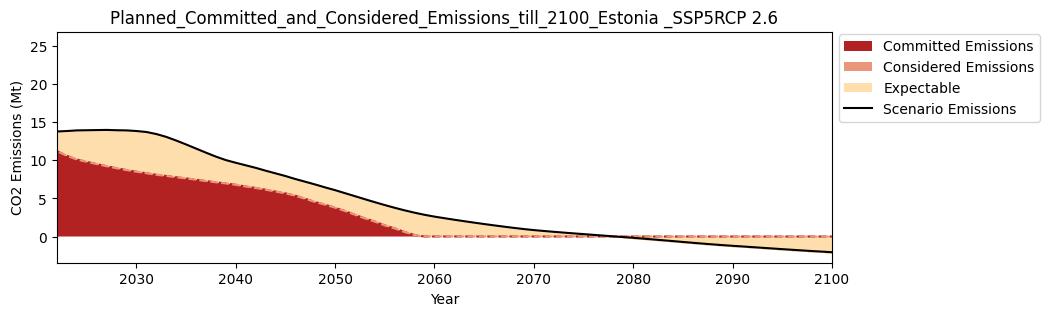 Planned_Committed_and_Considered_Emissions_till_2100_Estonia _SSP5RCP 2.6
25
20
15
10
5
0
CO2 Emissions (Mt)
2030 2040 2050 2060 2070 2080 2090 2100
Year
Committed Emissions
Considered Emissions
Expectable
Scenario Emissions